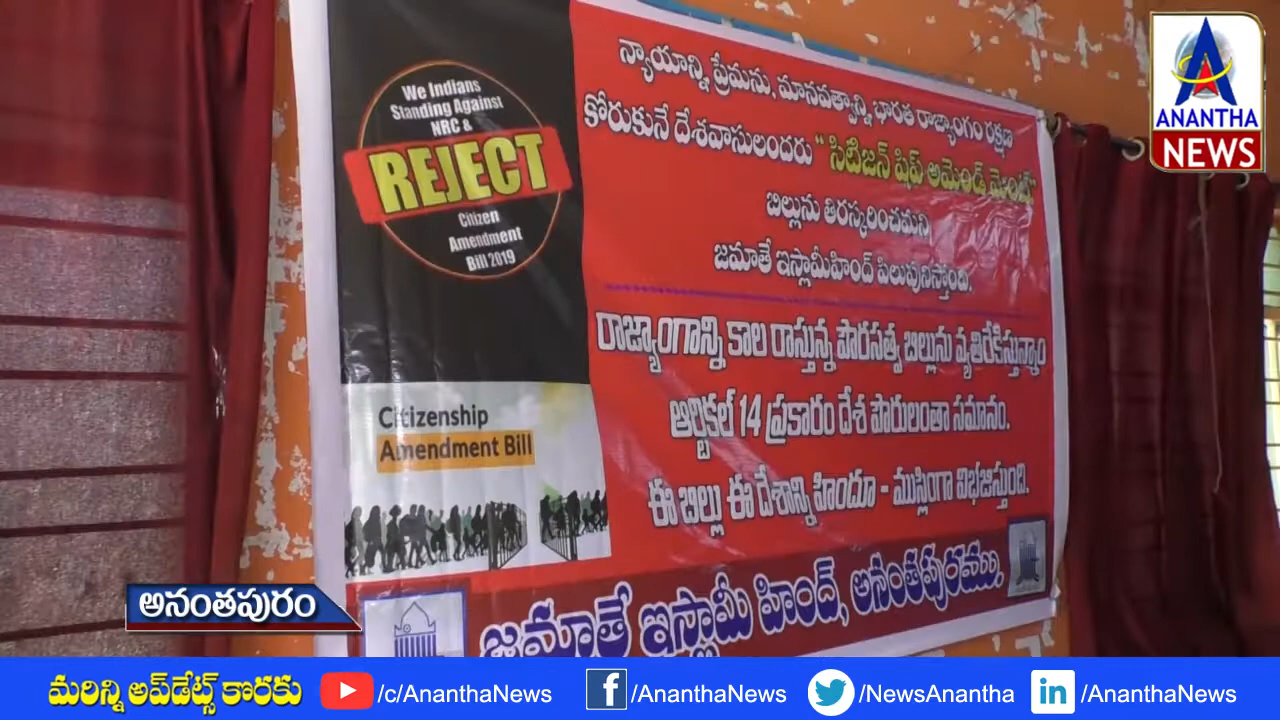 We Indians
Standing Against
NRC &
REJECT
Citizen
Amendment
Bill 2019
Citizenship
Amendment Bill
న్యాయాన్ని ప్రేమను, మానవత్వాన్ని భారత రాజ్యాంగం రక్షణ
కోరుకునే దేశవాసులందరు " సిటిజన్ షిప్ అమెండ్ మెంట్"
బిల్లును తిరస్కరించమని
జమాతే ఇస్లామీహింద్ పిలుపునిస్తోంది.
రాజ్యాంగాన్ని కాల రాస్తున్న పౌరసత్వ బిల్లును వ్యతిరేకిస్తున్నాం
ఆర్టికల్ 14 ప్రకారం దేశ పౌరులంతా సమానం.
ఈ బిల్లు ఈ దేశాన్ని హిందూ - ముస్లింగా విభజిస్తుంది.
జమాతే ఇస్లామీ హింద్, అనంతపురము.
ANANTHA
NEWS
అనంతపురం
మరిన్ని అప్‌డేట్స్ కొరకు /c/AnanthaNews /AnanthaNews /NewsAnantha /AnanthaNews